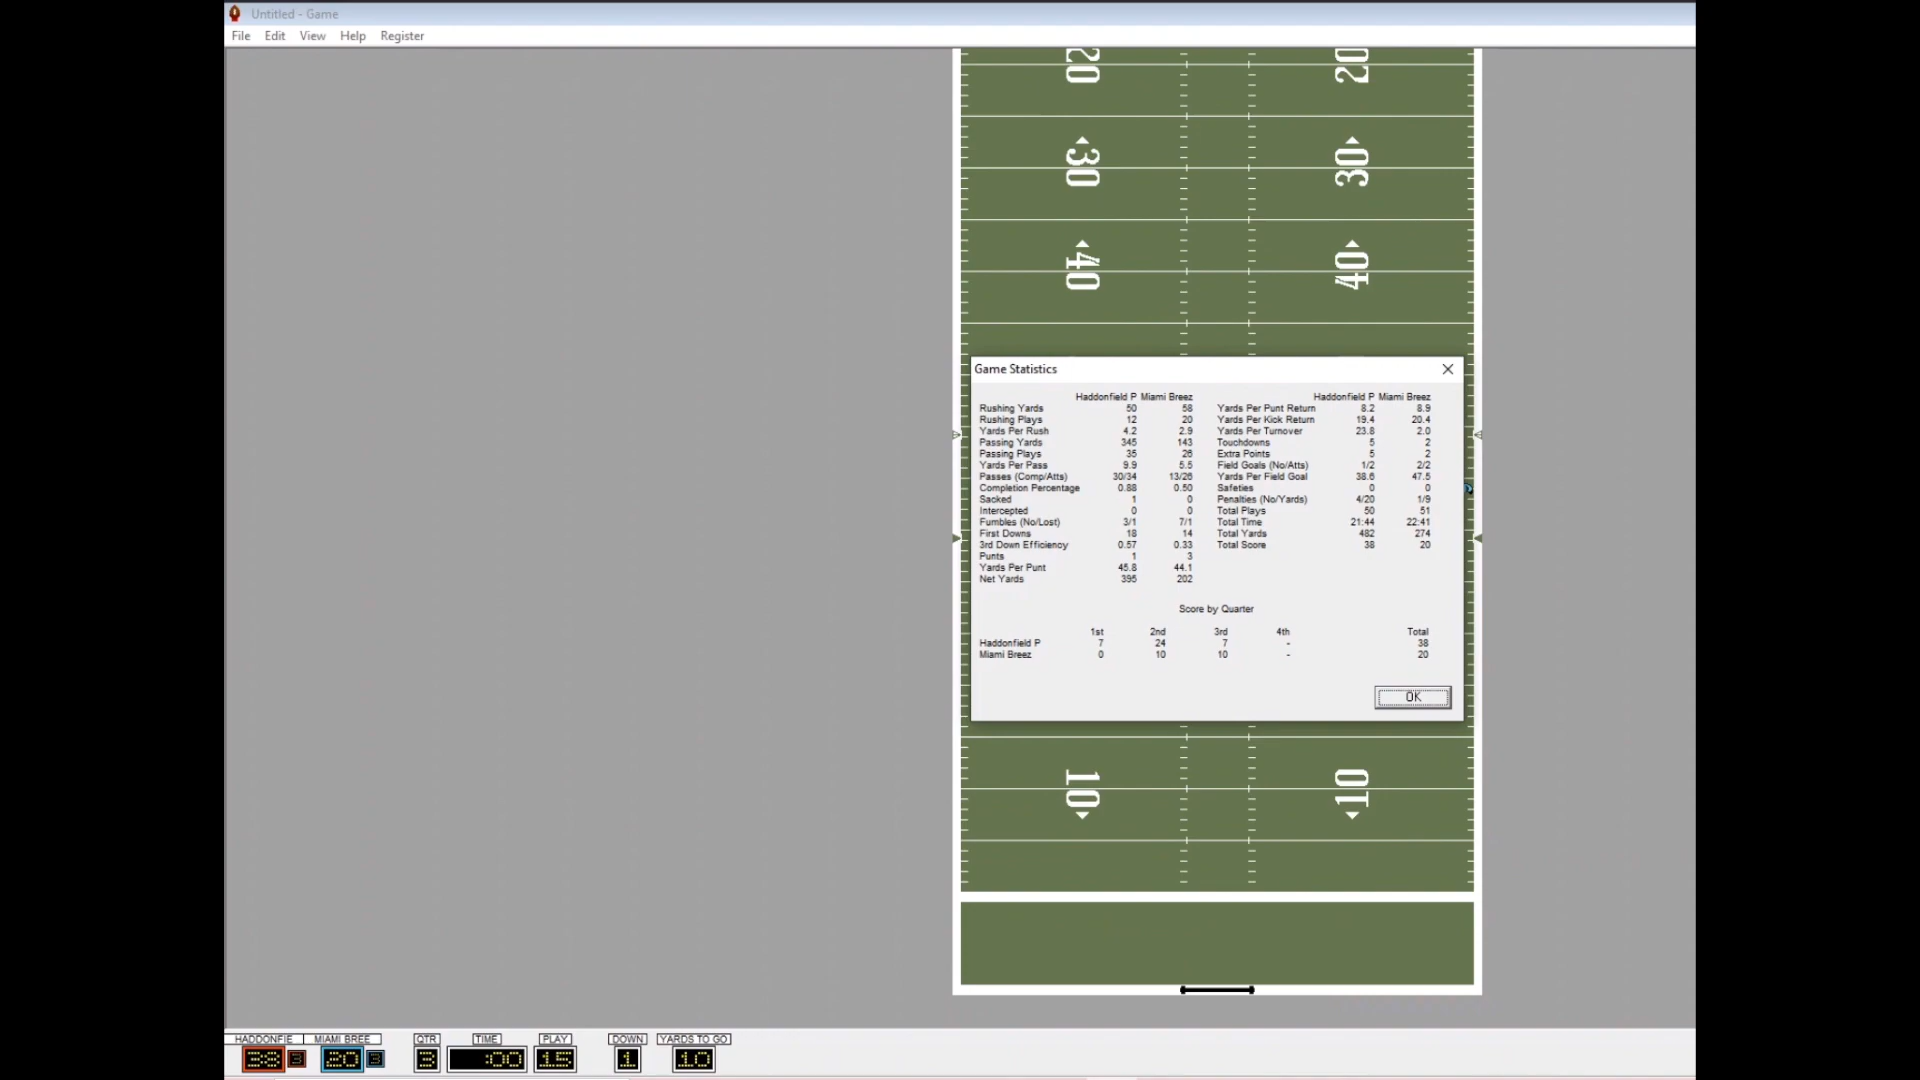 Untitled - Game
File Edit View Help Register
20 20
30 30
40 40
Game Statistics
Haddonfield P Miami Breez Haddonfield P Miami Breez
Rushing Yards 50 58 Yards Per Punt Return 8.2 8.9
Rushing Plays 12 20 Yards Per Kick Return 19.4 20.4
Yards Per Rush 4.2 2.9 Yards Per Turnover 23.8 2.0
Passing Yards 345 143 Touchdowns 5 2
Passing Plays 35 26 Extra Points 5 2
Yards Per Pass 9.9 5.5 Field Goals (No/Atts) 1/2 2/2
Passes (Comp/Atts) 30/34 13/26 Yards Per Field Goal 38.6 47.5
Completion Percentage 0.88 0.50 Safeties 0 0
Sacked 1 0 Penalties (No/Yards) 4/20 1/9
Intercepted 0 0 Total Plays 50 51
Fumbles (No/Lost) 3/1 7/1 Total Time 21:44 22:41
First Downs 18 14 Total Yards 482 274
3rd Down Efficiency 0.57 0.33 Total Score 38 20
Punts 1 3
Yards Per Punt 45.8 44.1
Net Yards 395 202
Score by Quarter
1st 2nd 3rd 4th Total
Haddonfield P 7 24 7 - 38
Miami Breez 0 10 10 - 20
OK
10 10
HADDONFIE MIAMI BREE QTR TIME PLAY DOWN YARDS TO GO
38 3 20 3 3 :00 15 1 10